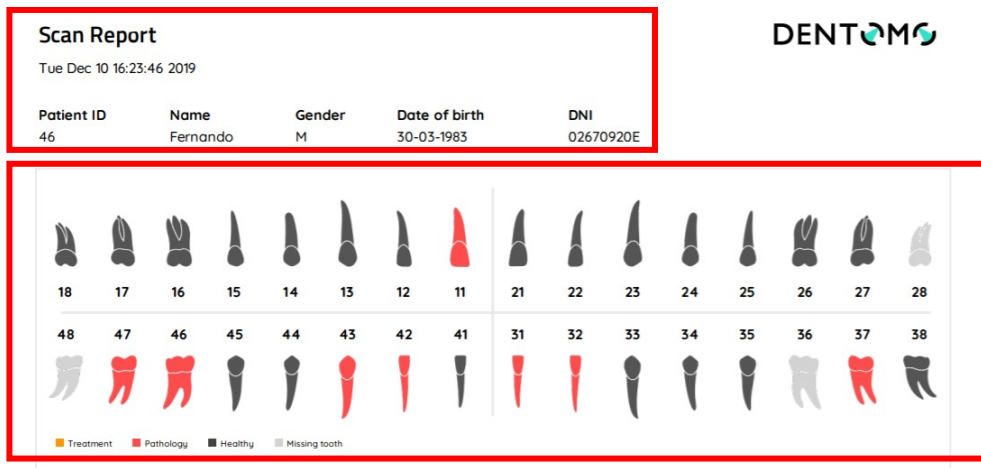 Scan Report
DENTOMO
Tue Dec 10 16:23:46 2019
Patient ID Name Gender Date of birth DNI
46 Fernando M 30-03-1983 02670920E
18 17 16 15 14 13 12 11 21 22 23 24 25 26 27 28
48 47 46 45 44 43 42 41 31 32 33 34 35 36 37 38
Treatment Pathology Healthy Missing tooth